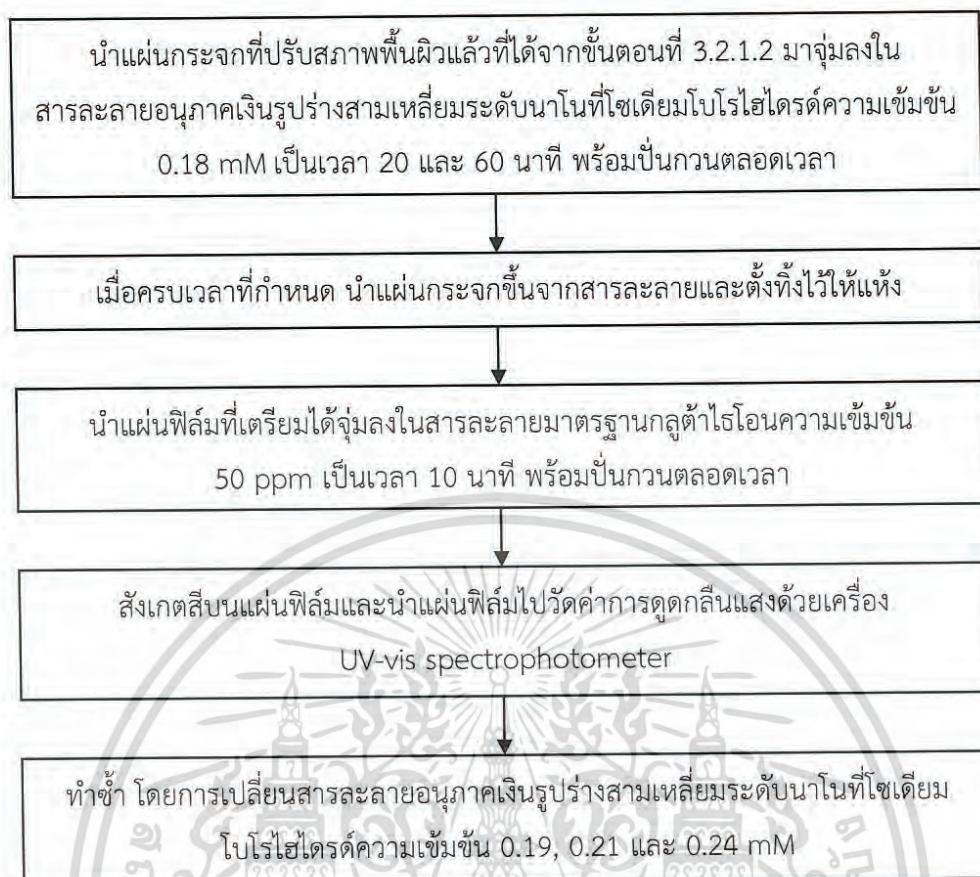 นำแผ่นกระจกที่ปรับสภาพพื้นผิวแล้วที่ได้จากขั้นตอนที่ 3.2.1.2 มาจุ่มลงใน
สารละลายอนุภาคเงินรูปร่างสามเหลี่ยมระดับนาโนที่โซเดียมโบโรไฮไดรด์ความเข้มข้น
0.18 mM เป็นเวลา 20 และ 60 นาที พร้อมปั่นกวนตลอดเวลา
เมื่อครบเวลาที่กำหนด นำแผ่นกระจกขึ้นจากสารละลายและตั้งทิ้งไว้ให้แห้ง
นำแผ่นฟิล์มที่เตรียมได้จุ่มลงในสารละลายมาตรฐานกลูต้าไธโอนความเข้มข้น
50 ppm เป็นเวลา 10 นาที พร้อมปั่นกวนตลอดเวลา
สังเกตสีบนแผ่นฟิล์มและนำแผ่นฟิล์มไปวัดค่าการดูดกลืนแสงด้วยเครื่อง
UV-vis spectrophotometer
ทำซ้ำ โดยการเปลี่ยนสารละลายอนุภาคเงินรูปร่างสามเหลี่ยมระดับนาโนที่โซเดียม
โบโรไฮไดรด์ความเข้มข้น 0.19, 0.21 และ 0.24 mM